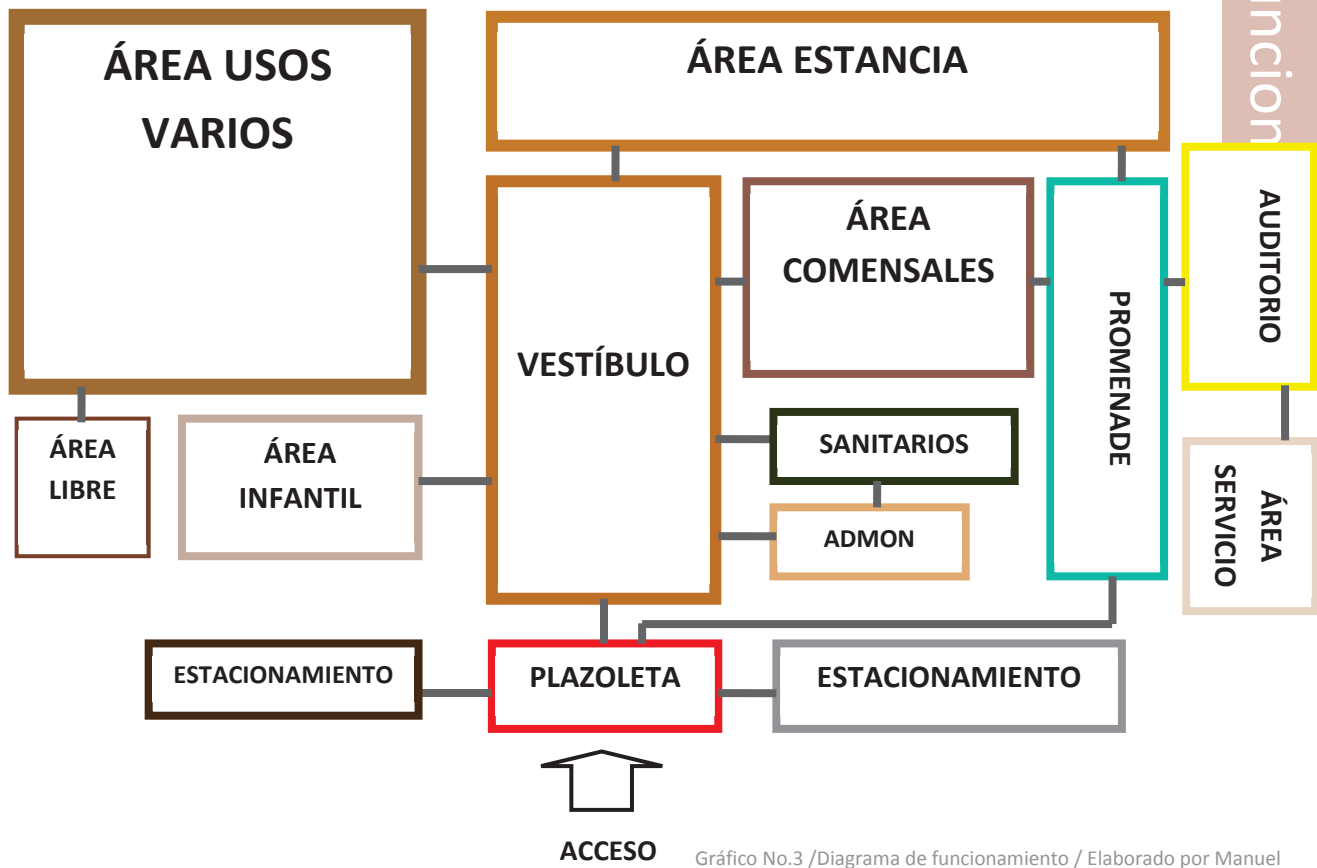 ÁREA USOS
VARIOS
ÁREA ESTANCIA
ncion
ÁREA
COMENSALES
AUDITORIO
PROMENADE
VESTÍBULO
ÁREA
LIBRE
ÁREA
INFANTIL
SANITARIOS
ADMON
ÁREA
SERVICIO
ESTACIONAMIENTO
PLAZOLETA
ESTACIONAMIENTO
ACCESO
Gráfico No.3 /Diagrama de funcionamiento / Elaborado por Manuel